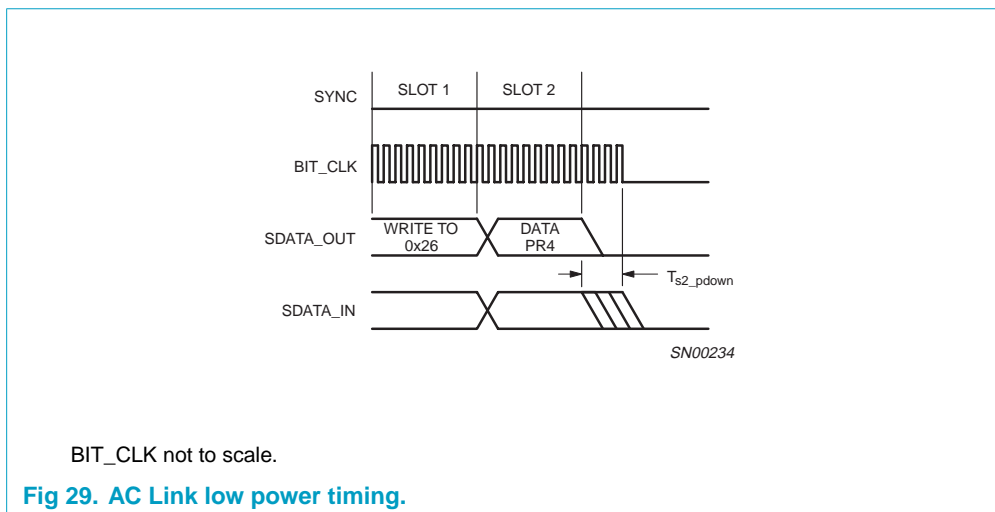 SLOT 1 SLOT 2
SYNC
BIT_CLK
WRITE TO DATA
SDATA_OUT
0x26 PR4
Ts2_pdown
SDATA_IN
SN00234
BIT_CLK not to scale.
Fig 29. AC Link low power timing.